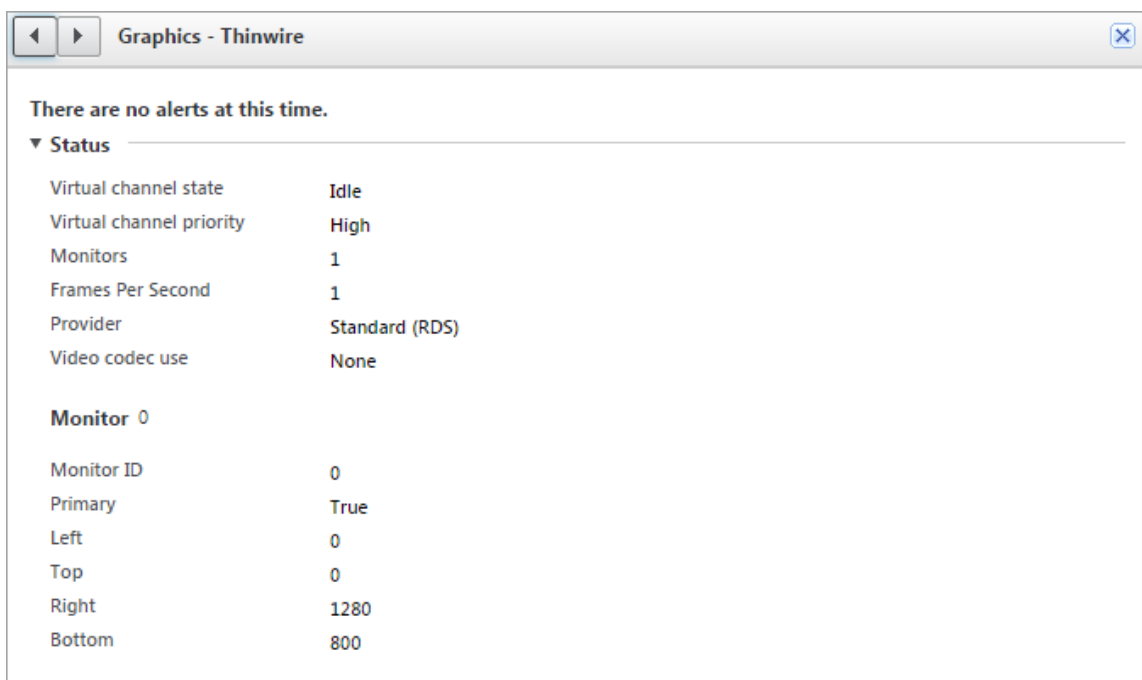 Graphics - Thinwire
There are no alerts at this time.
Status
Virtual channel state Idle
Virtual channel priority High
Monitors 1
Frames Per Second 1
Provider Standard (RDS)
Video codec use None
Monitor 0
Monitor ID 0
Primary True
Left 0
Top 0
Right 1280
Bottom 800